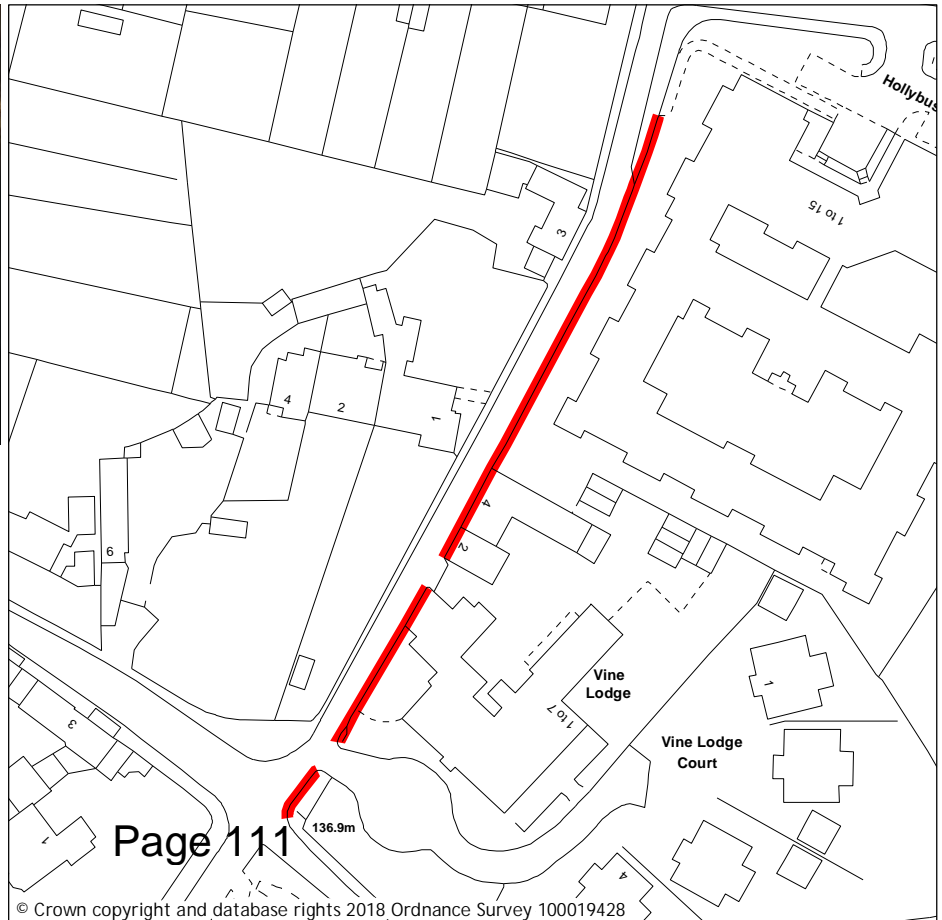 Hollybus
1 to 15
3
4
2
1
4
2
6
Vine
Lodge
1
1 to 7
3
Vine Lodge
Court
1
Page 111
136.9m
4
© Crown copyright and database rights 2018 Ordnance Survey 100019428